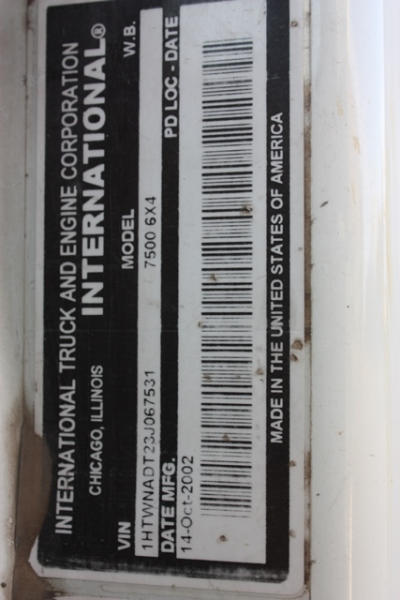 INTERNATIONAL TRUCK AND ENGINE CORPORATION
CHICAGO, ILLINOIS INTERNATIONAL®
VIN MODEL W.B.
1HTWNADT23J067531 7500 6X4
DATE MFG. PD LOC - DATE
14-Oct-2002
MADE IN THE UNITED STATES OF AMERICA